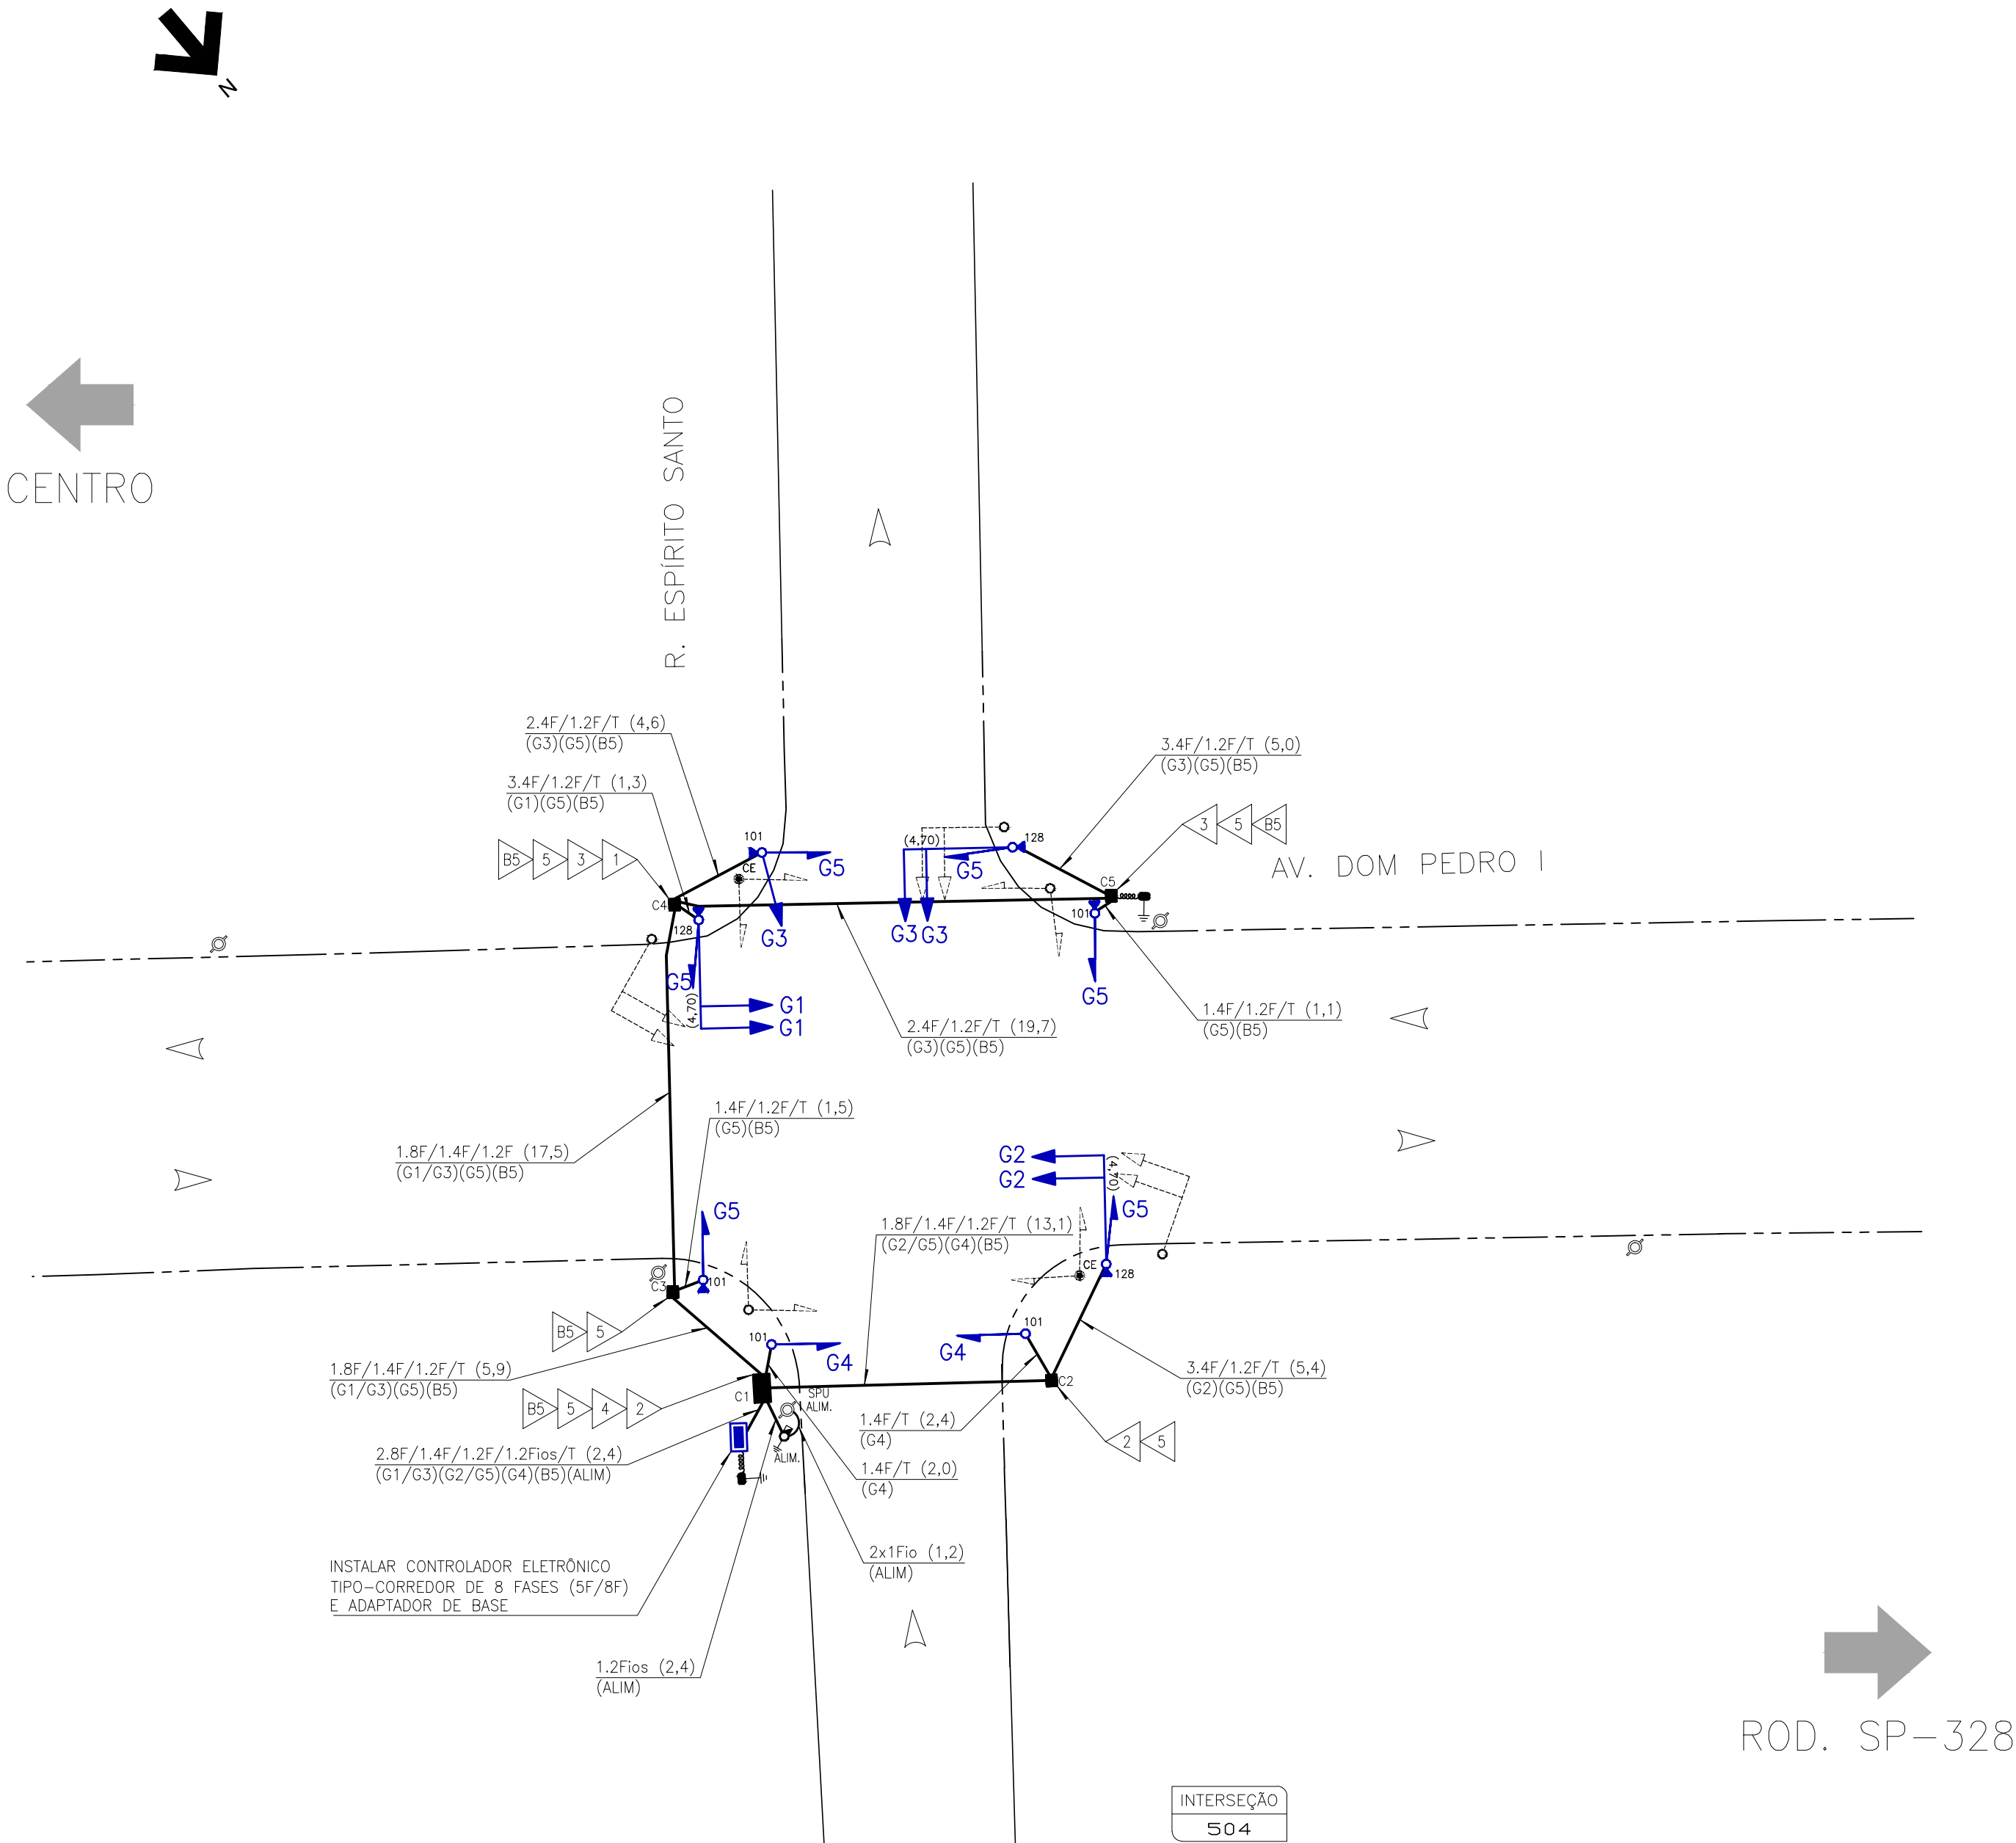 N
CENTRO
R. ESPÍRITO SANTO
2.4F/1.2F/T (4,6)
(G3)(G5)(B5)
3.4F/1.2F/T (1,3)
(G1)(G5)(B5)
3.4F/1.2F/T (5,0)
(G3)(G5)(B5)
3 5 B5
B5 5 3 1
101
CE
G5
(4,70)
128
G5
AV. DOM PEDRO I
C5
C4
128
G3
G3
G3
101
G5
G5
(4,70)
G1
G1
2.4F/1.2F/T (19,7)
(G3)(G5)(B5)
1.4F/1.2F/T (1,1)
(G5)(B5)
1.4F/1.2F/T (1,5)
(G5)(B5)
1.8F/1.4F/1.2F (17,5)
(G1/G3)(G5)(B5)
G2
G2
(4,70)
G5
G5
1.8F/1.4F/1.2F/T (13,1)
(G2/G5)(G4)(B5)
CE
128
C3
101
B5 5
101
G4
101
G4
1.8F/1.4F/1.2F/T (5,9)
(G1/G3)(G5)(B5)
3.4F/1.2F/T (5,4)
(G2)(G5)(B5)
C1
SPU
ALIM.
C2
B5 5 4 2
1.4F/T (2,4)
(G4)
2 5
2.8F/1.4F/1.2F/1.2Fios/T (2,4)
(G1/G3)(G2/G5)(G4)(B5)(ALIM)
ALIM.
1.4F/T (2,0)
(G4)
2x1Fio (1,2)
(ALIM)
INSTALAR CONTROLADOR ELETRÔNICO
TIPO-CORREDOR DE 8 FASES (5F/8F)
E ADAPTADOR DE BASE
1.2Fios (2,4)
(ALIM)
ROD. SP-328
INTERSEÇÃO
504